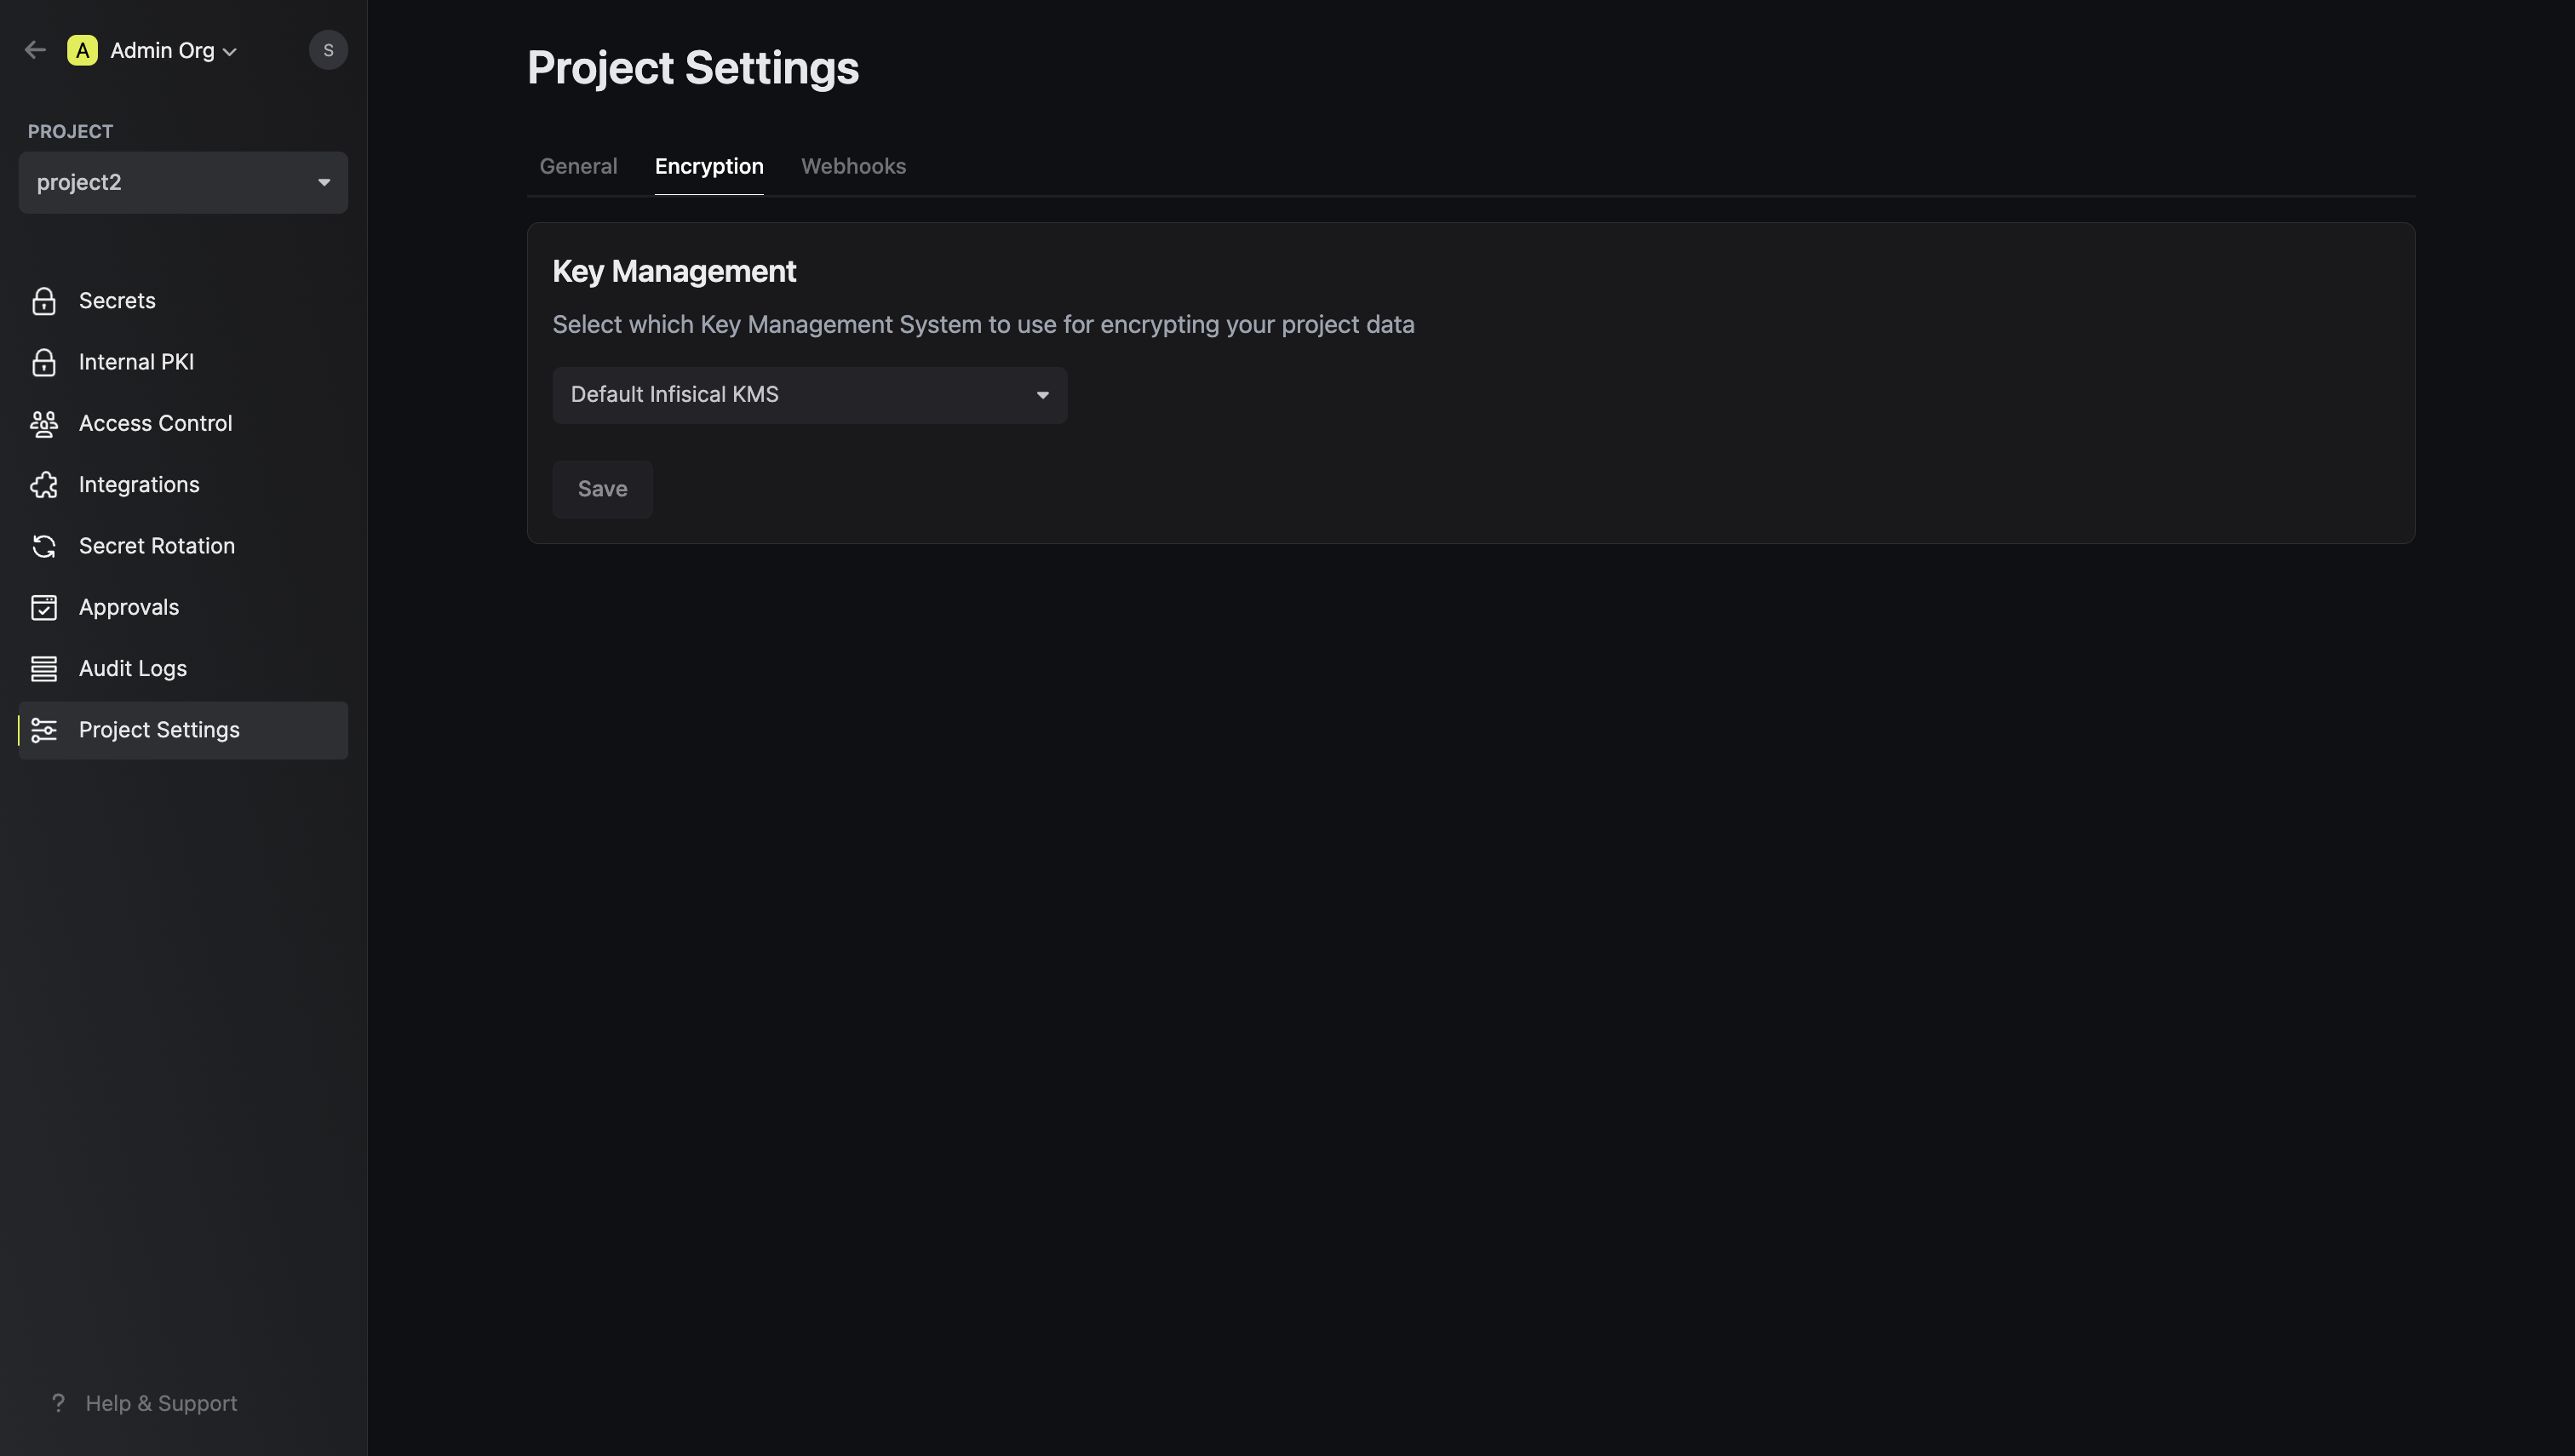 A Admin Org
S
PROJECT
project2
Secrets
Internal PKI
Access Control
Integrations
Secret Rotation
Approvals
Audit Logs
Project Settings
? Help & Support
Project Settings
General Encryption Webhooks
Key Management
Select which Key Management System to use for encrypting your project data
Default Infisical KMS
Save